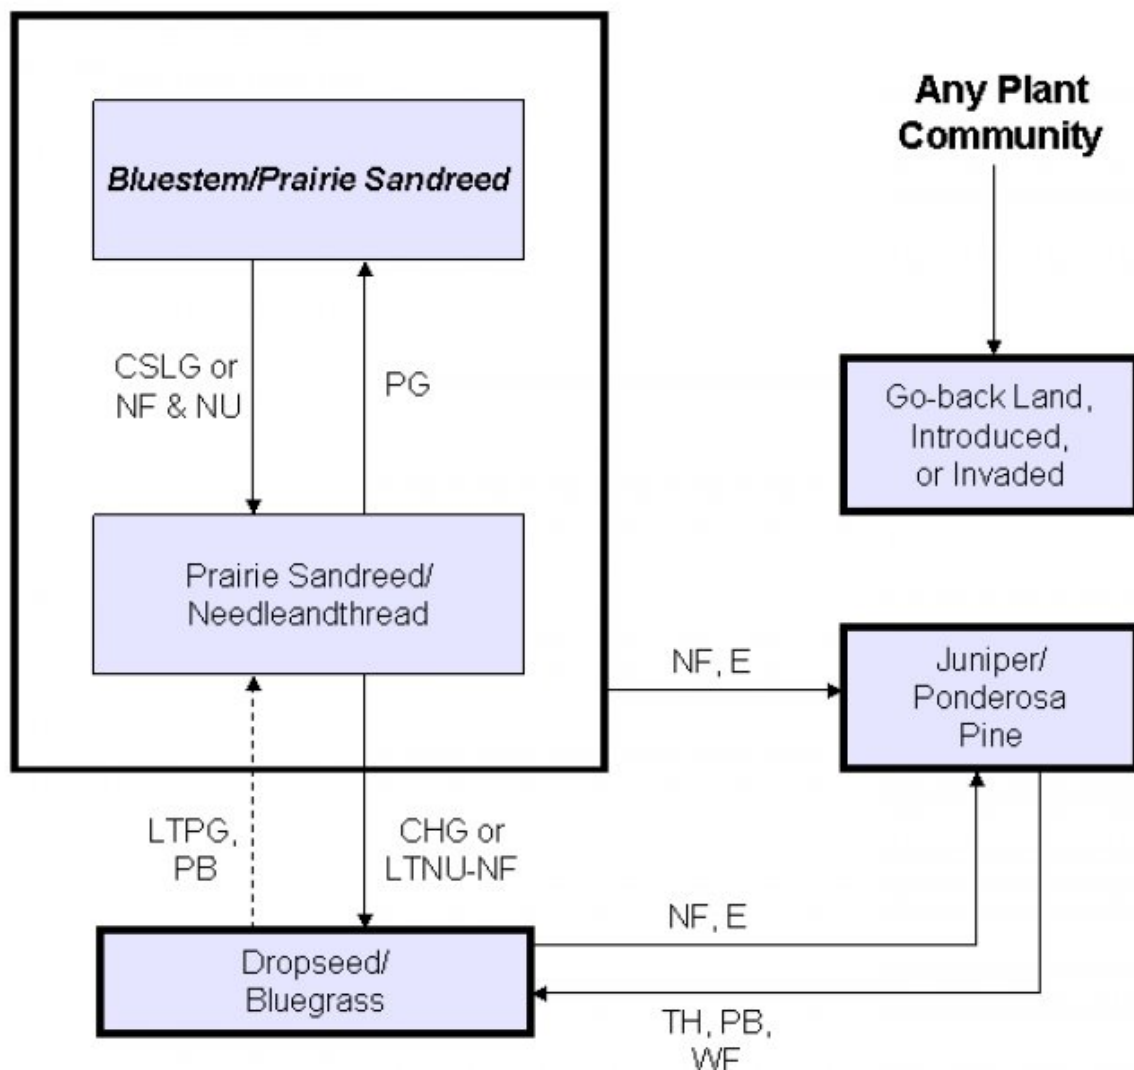 Bluestem/Prairie Sandreed
Any Plant
Community
CSLG or
NF & NU
PG
Go-back Land,
Introduced,
or Invaded
Prairie Sandreed/
Needleandthread
NF, E
Juniper/
Ponderosa
Pine
LTPG,
PB
CHG or
LTNU-NF
NF, E
Dropseed/
Bluegrass
TH, PB,
WF